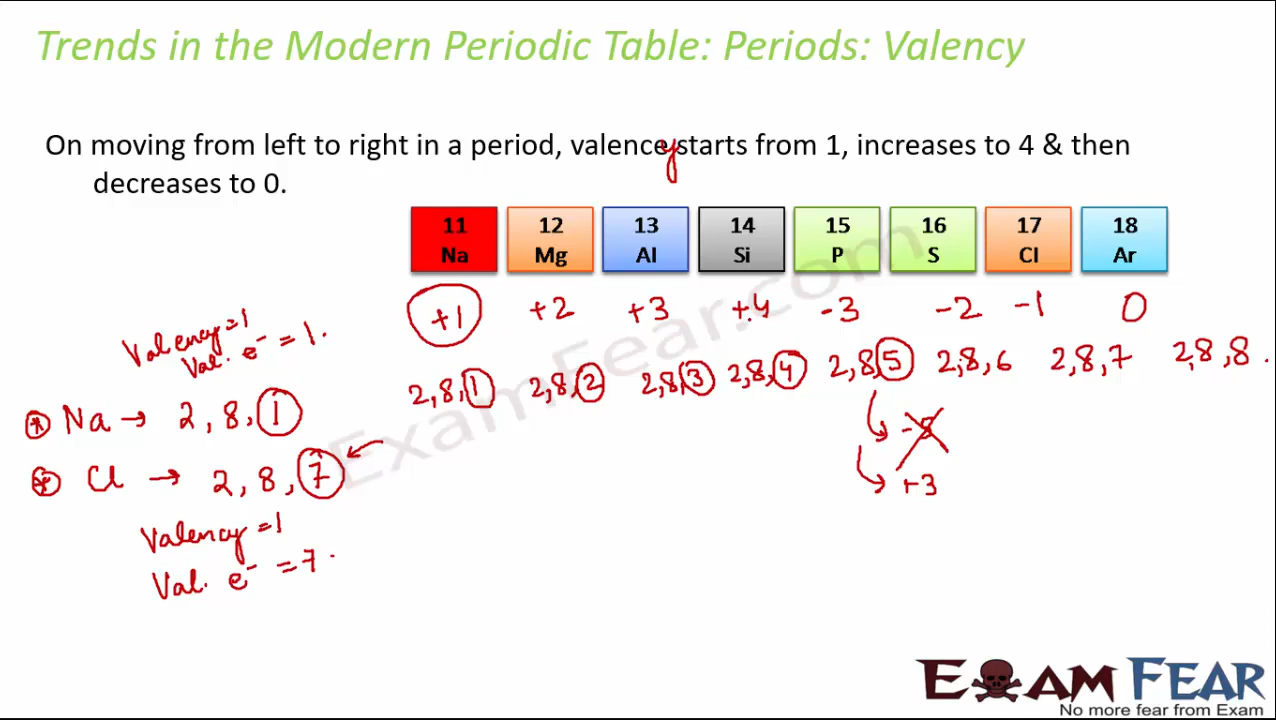 Trends in the Modern Periodic Table: Periods: Valency
On moving from left to right in a period, valencey starts from 1, increases to 4 & then
decreases to 0.
11 12 13 14 15 16 17 18
Na Mg Al Si P S Cl Ar
+1 +2 +3 +4 -3 -2 -1 0
2,8,1 2,8,2 2,8,3 2,8,4 2,8,5 2,8,6 2,8,7 2,8,8.
Valency=1
Val. e⁻ = 1.
* Na → 2, 8, 1
* Cl → 2, 8, 7
Valency = 1
Val. e⁻ = 7.
+3
ExamFear.com
EXAM FEAR
No more fear from Exam